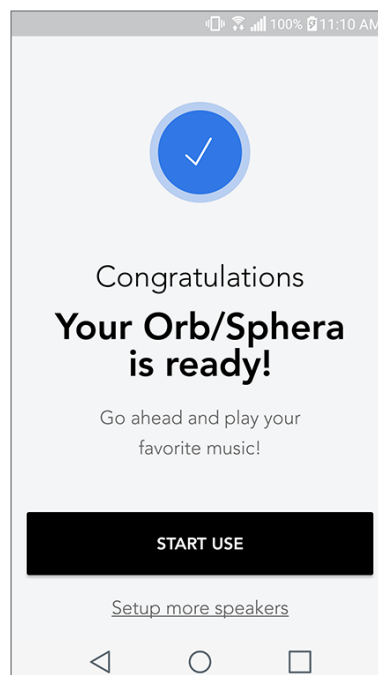 100% 11:10 AM
Congratulations
Your Orb/Sphera
is ready!
Go ahead and play your
favorite music!
START USE
Setup more speakers